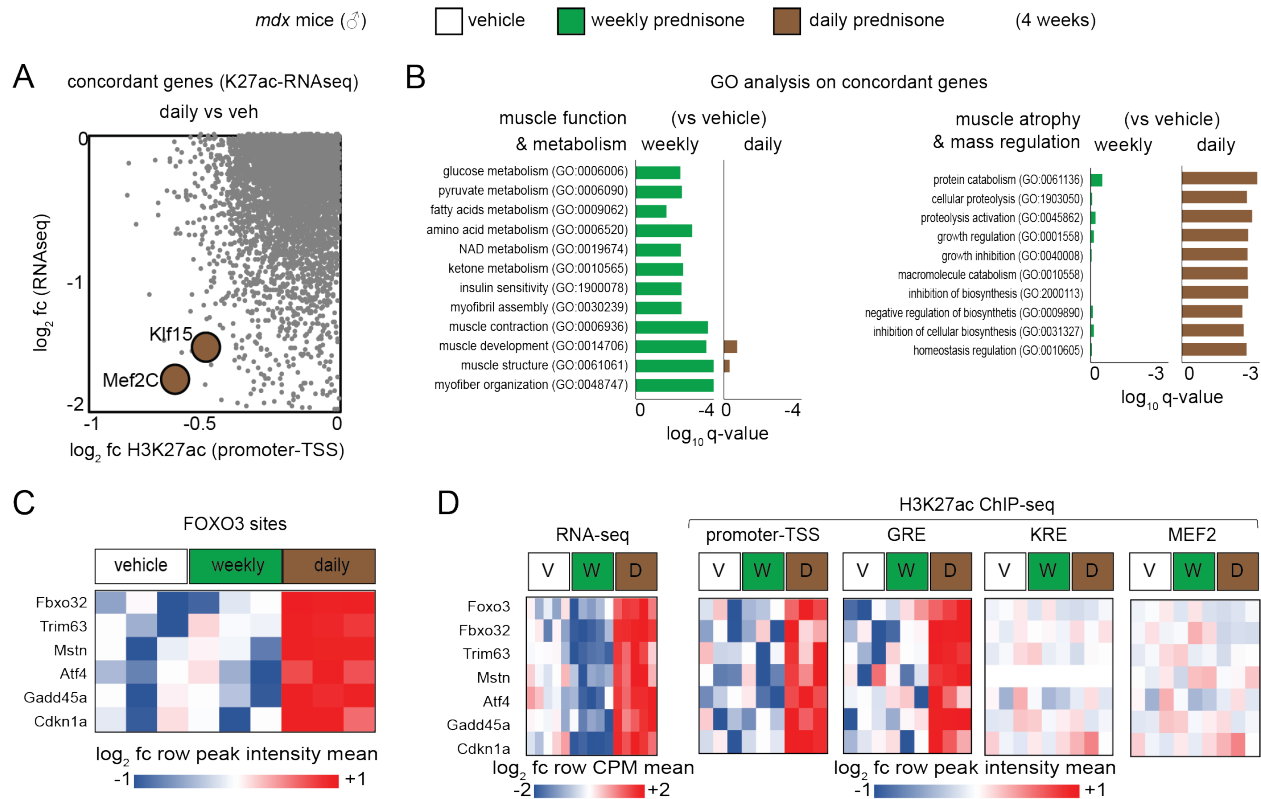 mdx mice (♂) vehicle weekly prednisone daily prednisone (4 weeks)
A
concordant genes (K27ac-RNAseq)
daily vs veh
0
-1
-2
log2 fc (RNAseq)
Klf15
Mef2C
-1 -0.5 0
log2 fc H3K27ac (promoter-TSS)
B
GO analysis on concordant genes
muscle function (vs vehicle)
& metabolism weekly daily
glucose metabolism (GO:0006006)
pyruvate metabolism (GO:0006090)
fatty acids metabolism (GO:0009062)
amino acid metabolism (GO:0006520)
NAD metabolism (GO:0019674)
ketone metabolism (GO:0010565)
insulin sensitivity (GO:1900078)
myofibril assembly (GO:0030239)
muscle contraction (GO:0006936)
muscle development (GO:0014706)
muscle structure (GO:0061061)
myofiber organization (GO:0048747)
0 -4 0 -4
log10 q-value
muscle atrophy (vs vehicle)
& mass regulation weekly daily
protein catabolism (GO:0061136)
cellular proteolysis (GO:1903050)
proteolysis activation (GO:0045862)
growth regulation (GO:0001558)
growth inhibition (GO:0040008)
macromolecule catabolism (GO:0010558)
inhibition of biosynthesis (GO:2000113)
negative regulation of biosynthetis (GO:0009890)
inhibition of cellular biosynthesis (GO:0031327)
homeostasis regulation (GO:0010605)
0 -3 0 -3
log10 q-value
C
FOXO3 sites
vehicle weekly daily
Fbxo32
Trim63
Mstn
Atf4
Gadd45a
Cdkn1a
log2 fc row peak intensity mean
-1 +1
D
H3K27ac ChIP-seq
RNA-seq promoter-TSS GRE KRE MEF2
V W D V W D V W D V W D V W D
Foxo3
Fbxo32
Trim63
Mstn
Atf4
Gadd45a
Cdkn1a
log2 fc row CPM mean log2 fc row peak intensity mean
-2 +2 -1 +1